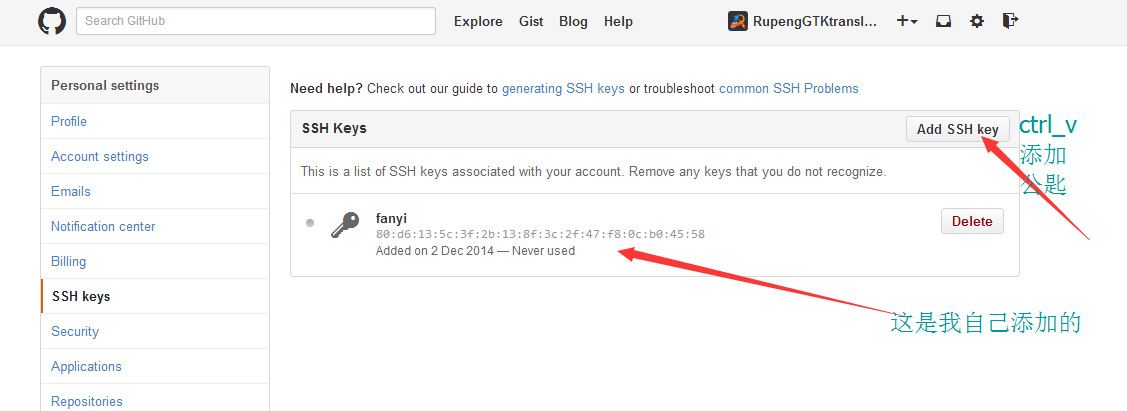 Search GitHub
Explore Gist Blog Help
RupengGTKtransl...
Personal settings
Profile
Account settings
Emails
Notification center
Billing
SSH keys
Security
Applications
Repositories
Need help? Check out our guide to generating SSH keys or troubleshoot common SSH Problems
SSH Keys
Add SSH key
This is a list of SSH keys associated with your account. Remove any keys that you do not recognize.
fanyi
80:d6:13:5c:3f:2b:13:8f:3c:2f:47:f8:0c:b0:45:58
Added on 2 Dec 2014 — Never used
Delete
ctrl_v
添加
公匙
这是我自己添加的